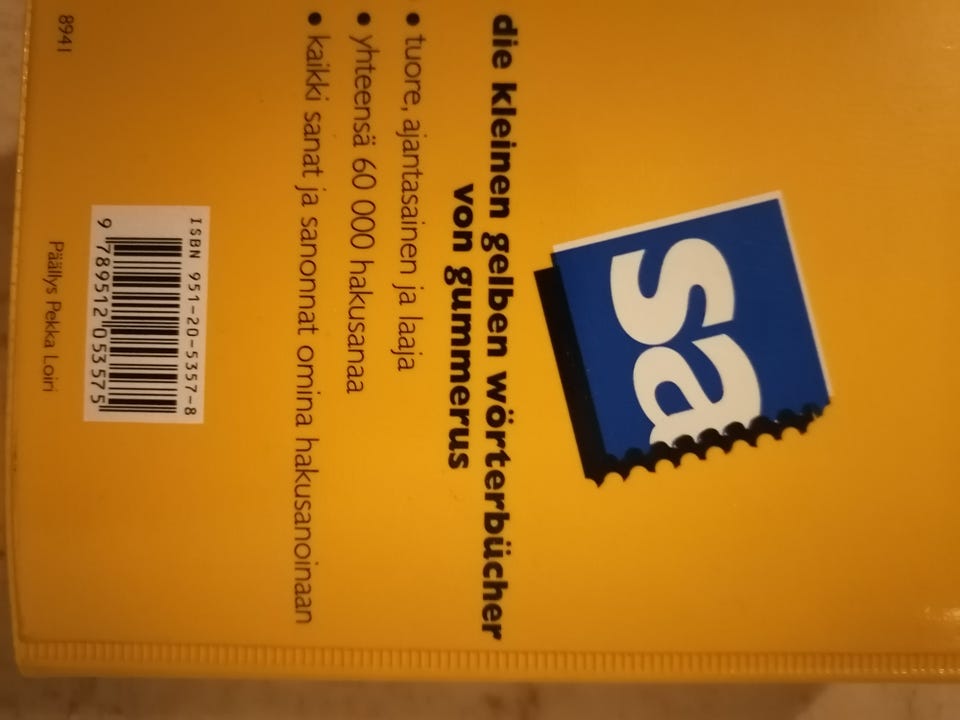 sa
die kleinen gelben wörterbücher
von gummerus
• tuore, ajantasainen ja laaja
• yhteensä 60 000 hakusanaa
• kaikki sanat ja sanonnat omina hakusanoinaan
ISBN 951-20-5357-8
9 789512 053575
8941
Päällys Pekka Loiri